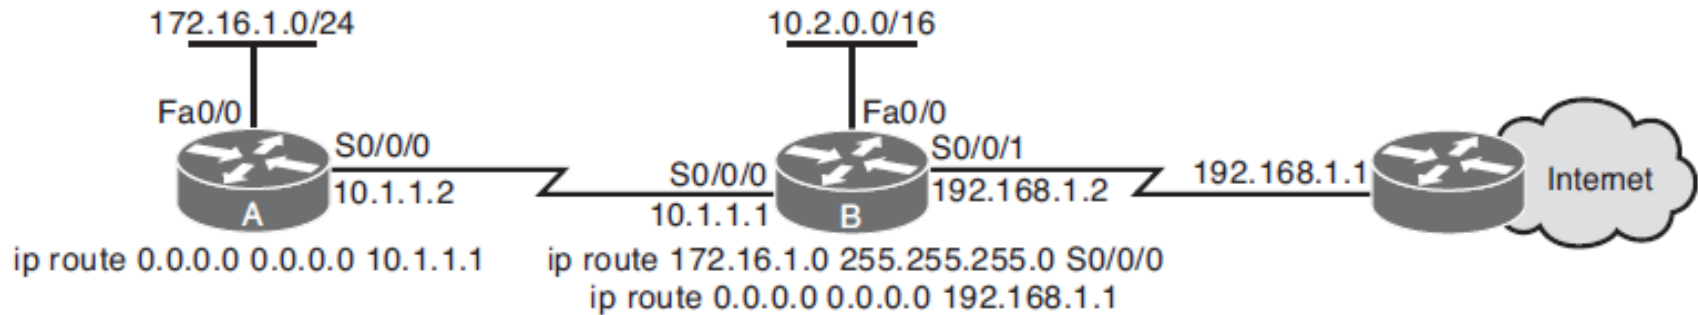 172.16.1.0/24
10.2.0.0/16
Fa0/0
Fa0/0
S0/0/0
S0/0/1
S0/0/0
192.168.1.1
10.1.1.2
192.168.1.2
Internet
10.1.1.1
A
B
ip route 0.0.0.0 0.0.0.0 10.1.1.1
ip route 172.16.1.0 255.255.255.0 S0/0/0
ip route 0.0.0.0 0.0.0.0 192.168.1.1